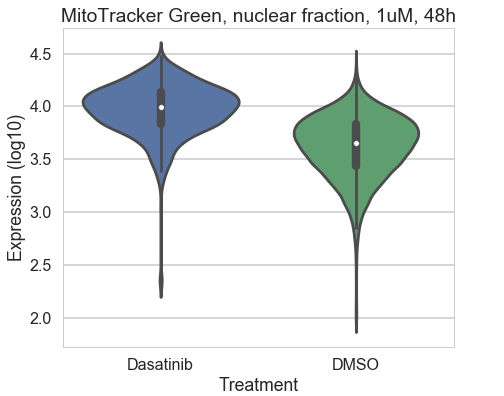 MitoTracker Green, nuclear fraction, 1uM, 48h
4.5
4.0
3.5
3.0
2.5
2.0
Expression (log10)
Dasatinib DMSO
Treatment